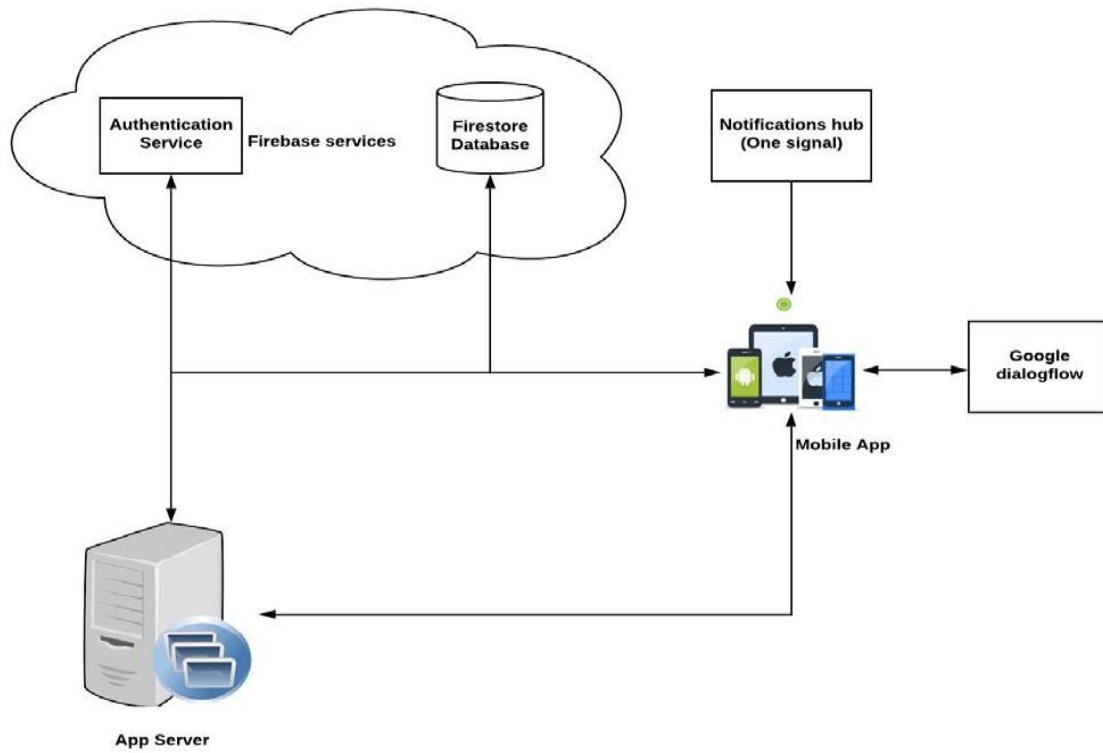 Authentication
Service
Firebase services
Firestore
Database
Notifications hub
(One signal)
Google
dialogflow
Mobile App
App Server